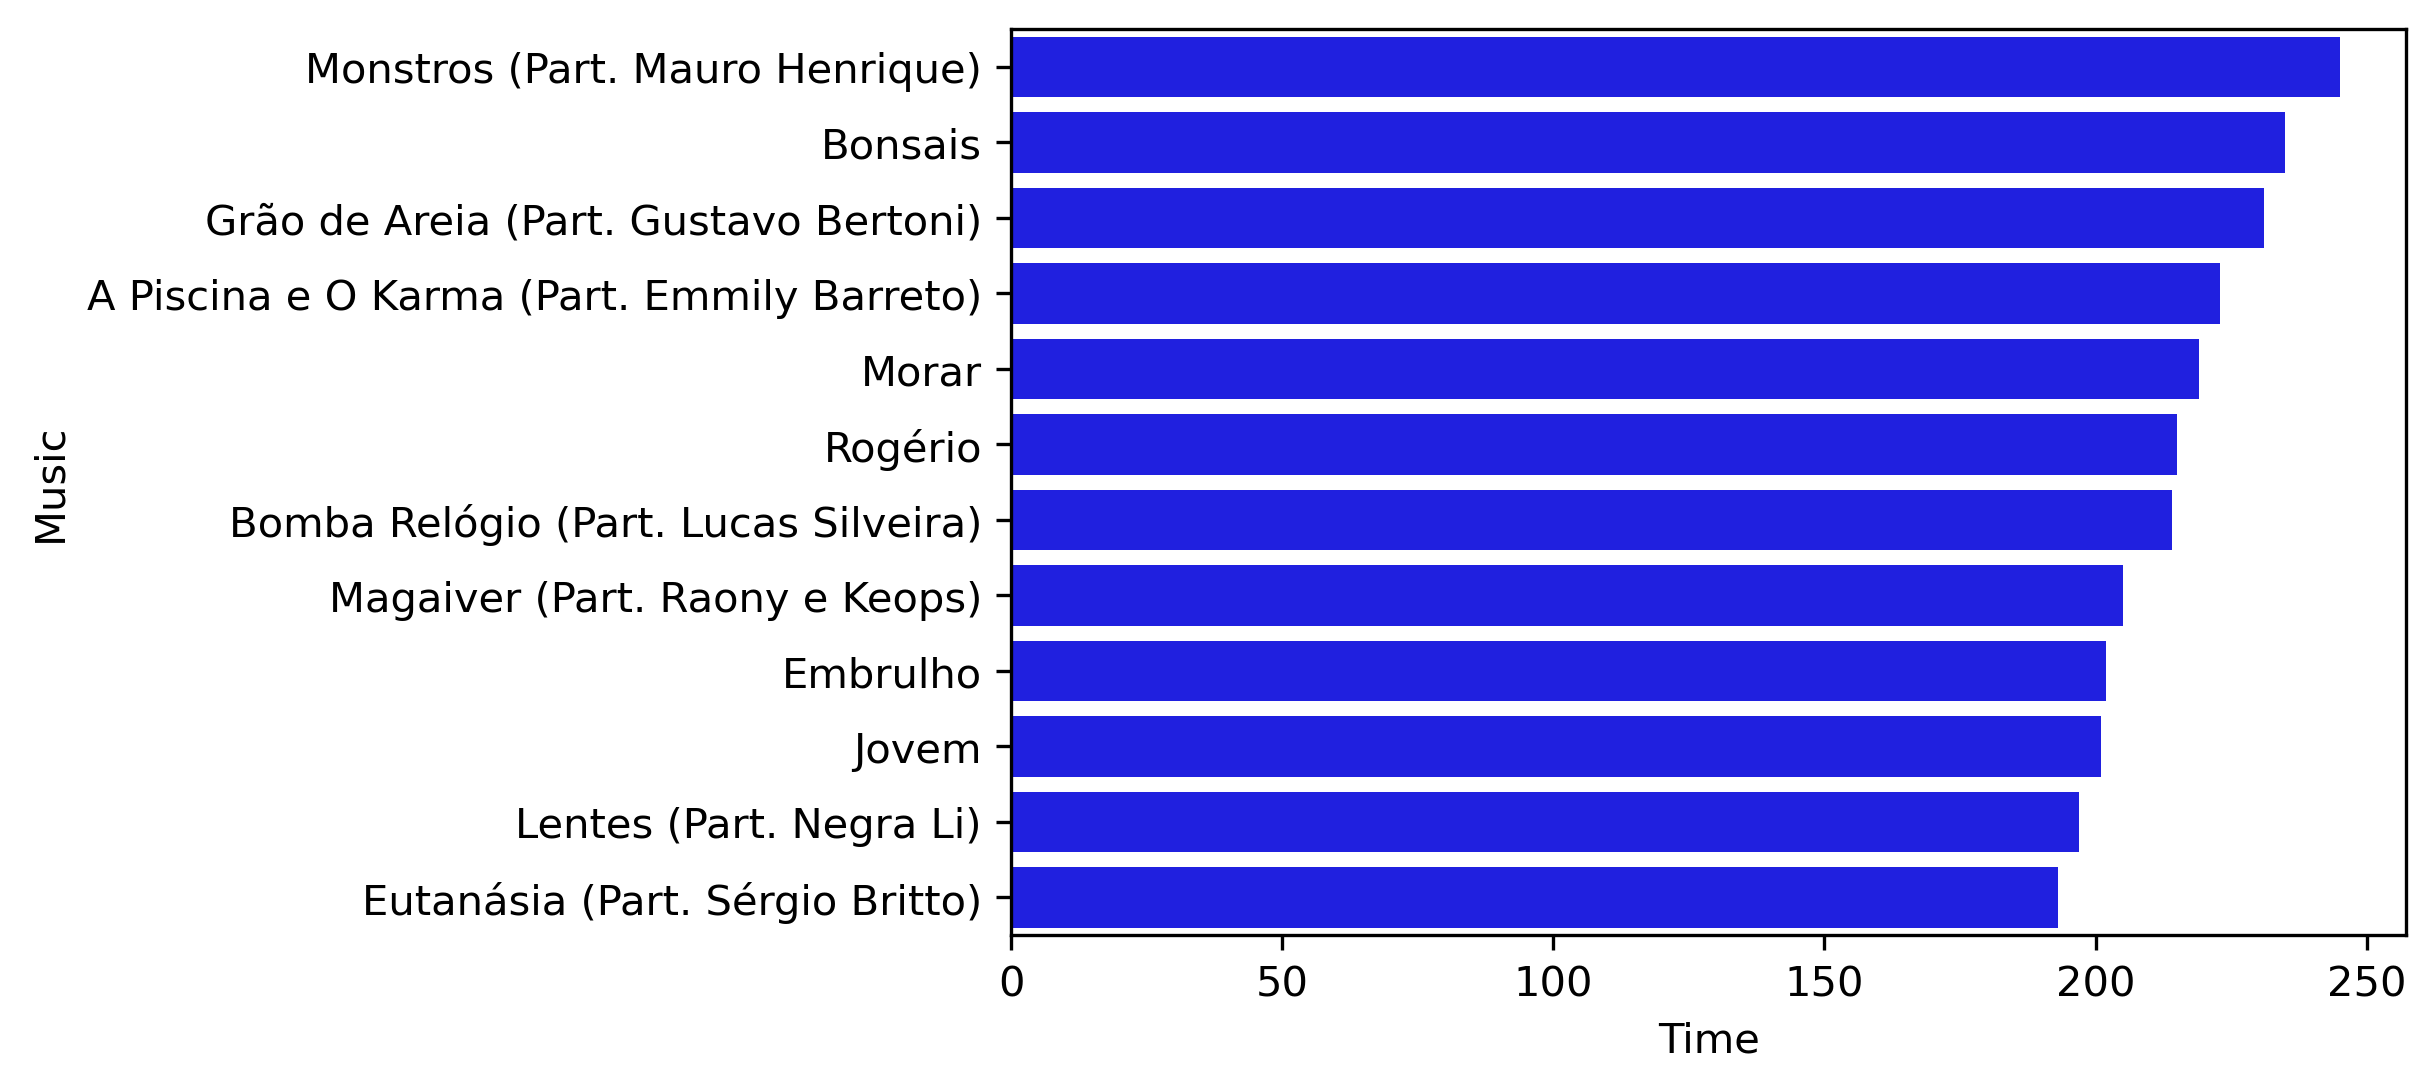 Monstros (Part. Mauro Henrique)
Bonsais
Grão de Areia (Part. Gustavo Bertoni)
A Piscina e O Karma (Part. Emmily Barreto)
Morar
Rogério
Bomba Relógio (Part. Lucas Silveira)
Magaiver (Part. Raony e Keops)
Embrulho
Jovem
Lentes (Part. Negra Li)
Eutanásia (Part. Sérgio Britto)
Music
0 50 100 150 200 250
Time